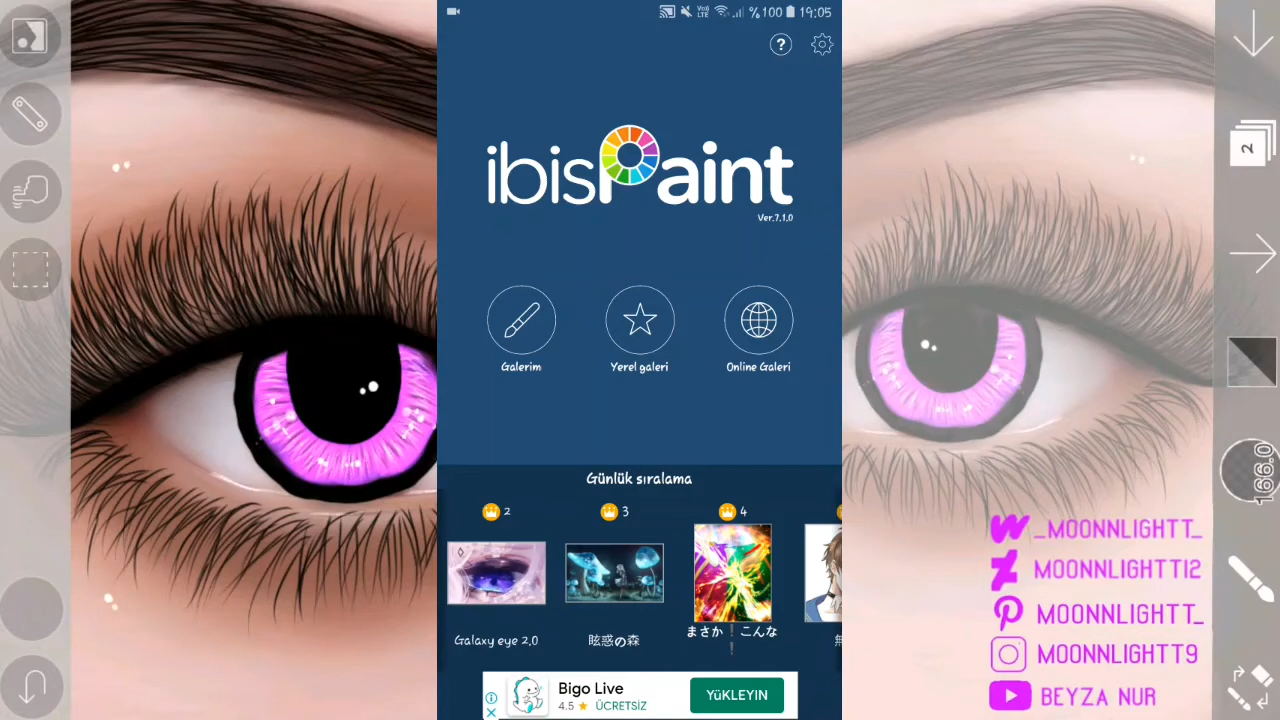 %100 19:05
?
ibisPaint
Ver.7.1.0
Galerim
Yerel galeri
Online Galeri
Günlük sıralama
2
3
4
Galaxy eye 2,0
眩惑の森
まさか❕こんな
❕
無
Bigo Live
4.5 ★ ÜCRETSİZ
YÜKLEYIN
2
166.0
_MOONNLIGHTT_
MOONNLIGHTT12
MOONNLIGHTT_
MOONNLIGHTT9
BEYZA NUR